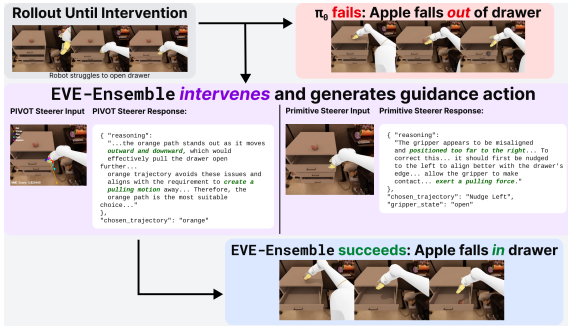 Rollout Until Intervention
Robot struggles to open drawer
πθ fails: Apple falls out of drawer
EVE-Ensemble intervenes and generates guidance action
PIVOT Steerer Input
PIVOT Steerer Response:
{ "reasoning":
"...the orange path stands out as it moves
outward and downward, which would
effectively pull the drawer open
further...
orange trajectory avoids these issues and
aligns with the requirement to create a
pulling motion away... Therefore, the
orange path is the most suitable
choice..."
},
"chosen_trajectory": "orange"
Primitive Steerer Input
Primitive Steerer Response:
{ "reasoning":
"The gripper appears to be misaligned
and positioned too far to the right... To
correct this... it should first be nudged
to the left to align better with the drawer's
edge... allow the gripper to make
contact... exert a pulling force."
},
"chosen_trajectory": "Nudge Left",
"gripper_state": "open"
EVE-Ensemble succeeds: Apple falls in drawer